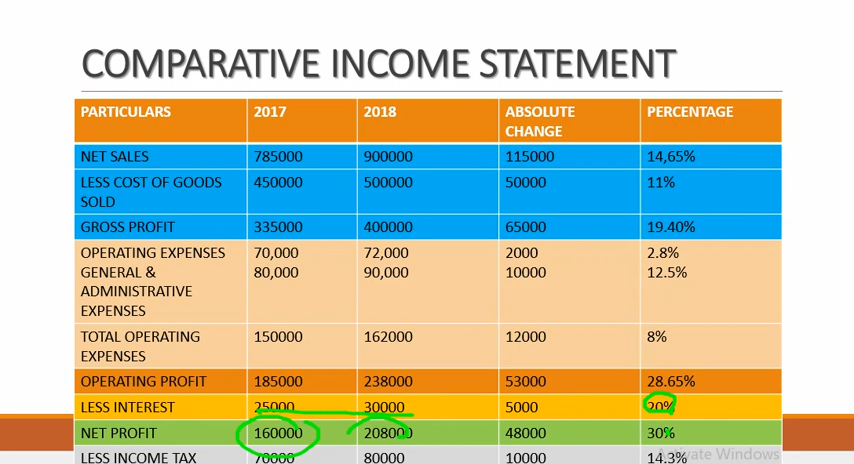 COMPARATIVE INCOME STATEMENT
PARTICULARS 2017 2018 ABSOLUTE CHANGE PERCENTAGE
NET SALES 785000 900000 115000 14,65%
LESS COST OF GOODS SOLD 450000 500000 50000 11%
GROSS PROFIT 335000 400000 65000 19.40%
OPERATING EXPENSES 70,000 72,000 2000 2.8%
GENERAL & ADMINISTRATIVE EXPENSES 80,000 90,000 10000 12.5%
TOTAL OPERATING EXPENSES 150000 162000 12000 8%
OPERATING PROFIT 185000 238000 53000 28.65%
LESS INTEREST 25000 30000 5000 20%
NET PROFIT 160000 208000 48000 30%
Activate Windows
LESS INCOME TAX 70000 80000 10000 14.3%